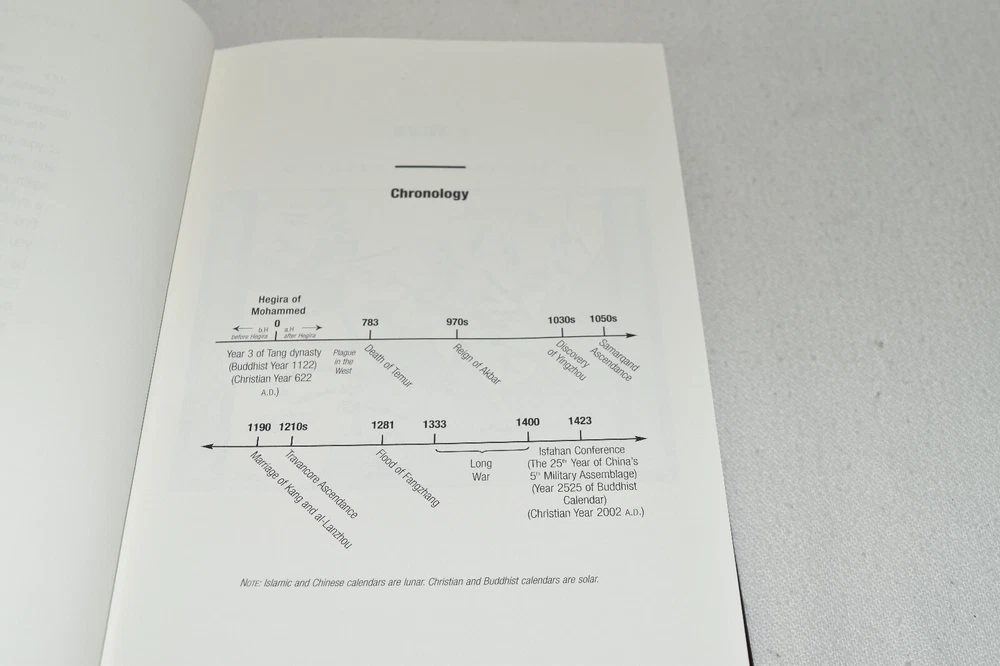 Chronology
Hegira of
Mohammed
0
b.H
a.H
before Hegira
after Hegira
783
970s
1030s
1050s
Year 3 of Tang dynasty
(Buddhist Year 1122)
(Christian Year 622
A.D.)
Plague
in the
West
Death of Temur
Reign of Akbar
Discovery
of Yingzhou
Samarqand
Ascendance
1190
1210s
1281
1333
1400
1423
Marriage of Kang and al-Lanzhou
Travancore Ascendance
Flood of Fangzhang
Long
War
Isfahan Conference
(The 25th Year of China's
5th Military Assemblage)
(Year 2525 of Buddhist
Calendar)
(Christian Year 2002 A.D.)
NOTE: Islamic and Chinese calendars are lunar. Christian and Buddhist calendars are solar.